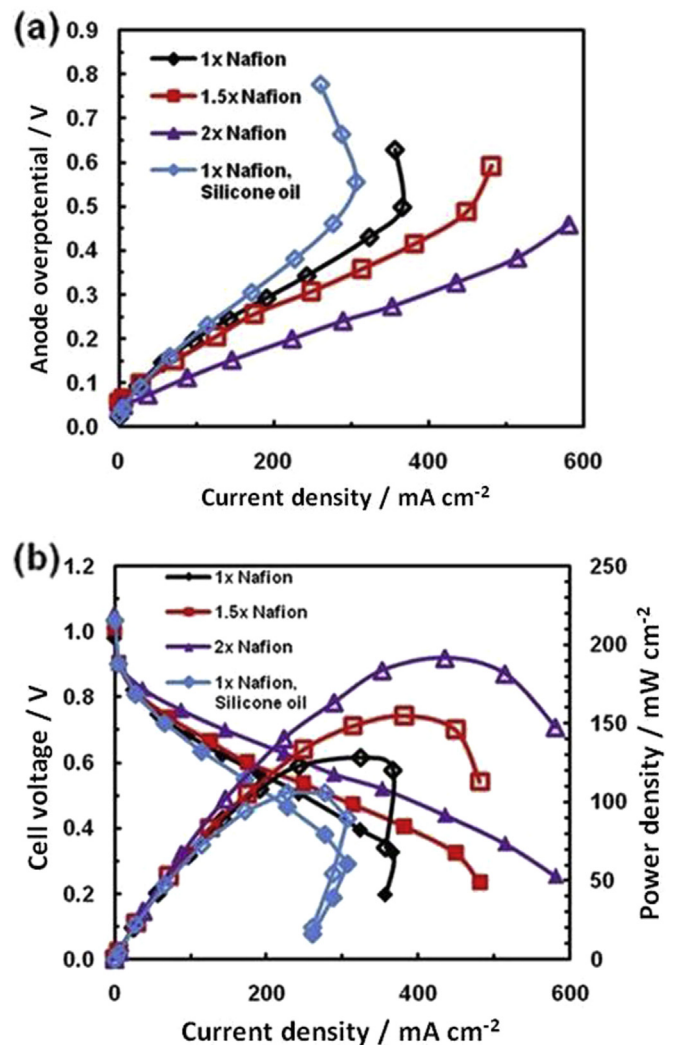 (a)
0.9
0.8
0.7
0.6
0.5
0.4
0.3
0.2
0.1
0.0
Anode overpotential / V
1x Nafion
1.5x Nafion
2x Nafion
1x Nafion,
Silicone oil
0
200
400
600
Current density / mA cm-2
(b)
1.2
1.0
0.8
0.6
0.4
0.2
0.0
Cell voltage / V
1x Nafion
1.5x Nafion
2x Nafion
1x Nafion,
Silicone oil
250
200
150
100
50
0
Power density / mW cm-2
0
200
400
600
Current density / mA cm-2